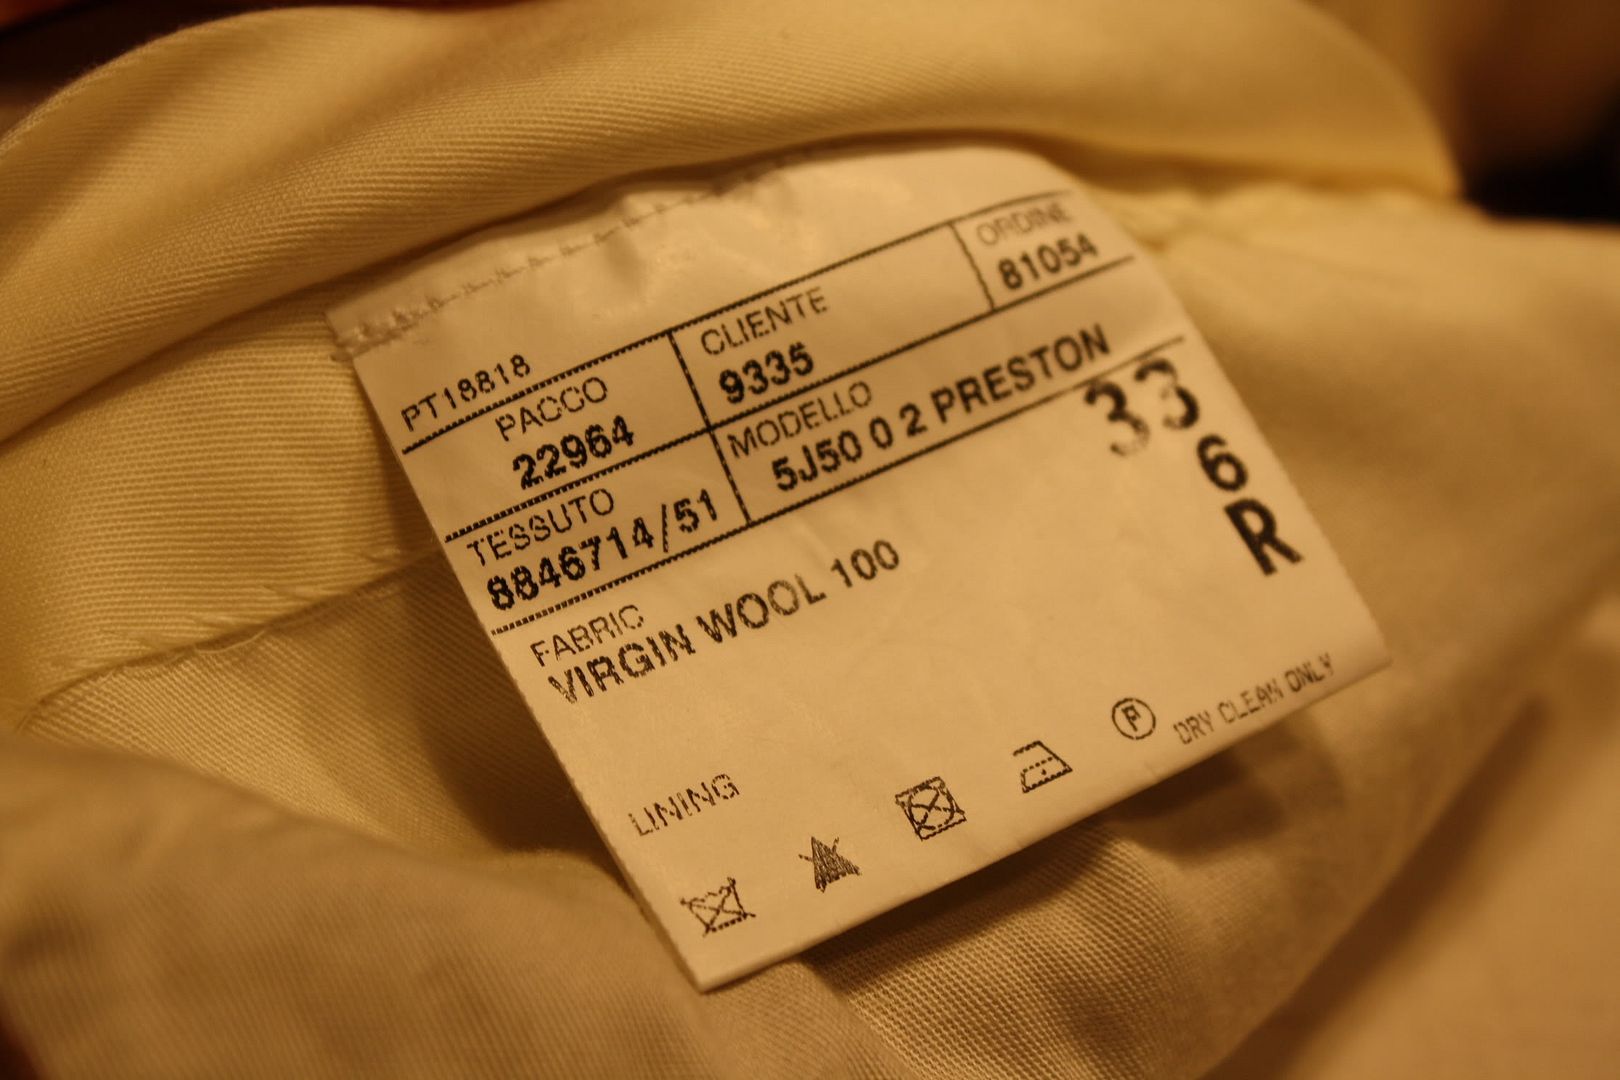 PT18818
PACCO
22964
CLIENTE
9335
ORDINE
81054
TESSUTO
8846714/51
MODELLO
5J50 0 2 PRESTON
33
6
R
FABRIC
VIRGIN WOOL 100
LINING
P
DRY CLEAN ONLY